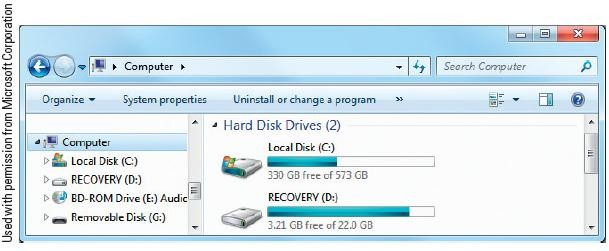 Used with permission from Microsoft Corporation
Computer
Search Computer
Organize
System properties
Uninstall or change a program
»
Computer
Local Disk (C:)
RECOVERY (D:)
BD-ROM Drive (E:) Audic
Removable Disk (G:)
Hard Disk Drives (2)
Local Disk (C:)
330 GB free of 573 GB
RECOVERY (D:)
3.21 GB free of 22.0 GB